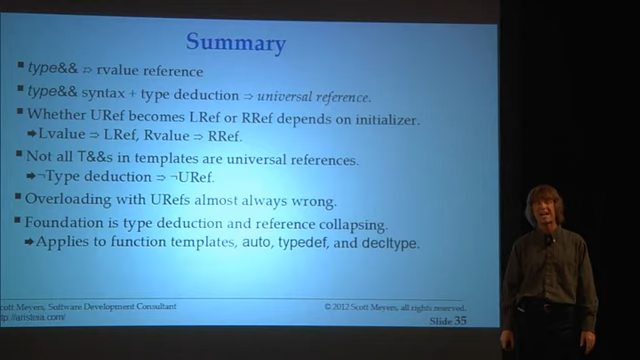 Summary
type&& ⇏ rvalue reference
type&& syntax + type deduction ⇒ universal reference.
Whether URef becomes LRef or RRef depends on initializer.
➔Lvalue ⇒ LRef, Rvalue ⇒ RRef.
Not all T&&s in templates are universal references.
➔¬Type deduction ⇒ ¬URef.
Overloading with URefs almost always wrong.
Foundation is type deduction and reference collapsing.
➔Applies to function templates, auto, typedef, and decltype.
Scott Meyers, Software Development Consultant
© 2012 Scott Meyers, all rights reserved.
http://aristeia.com/
Slide 35